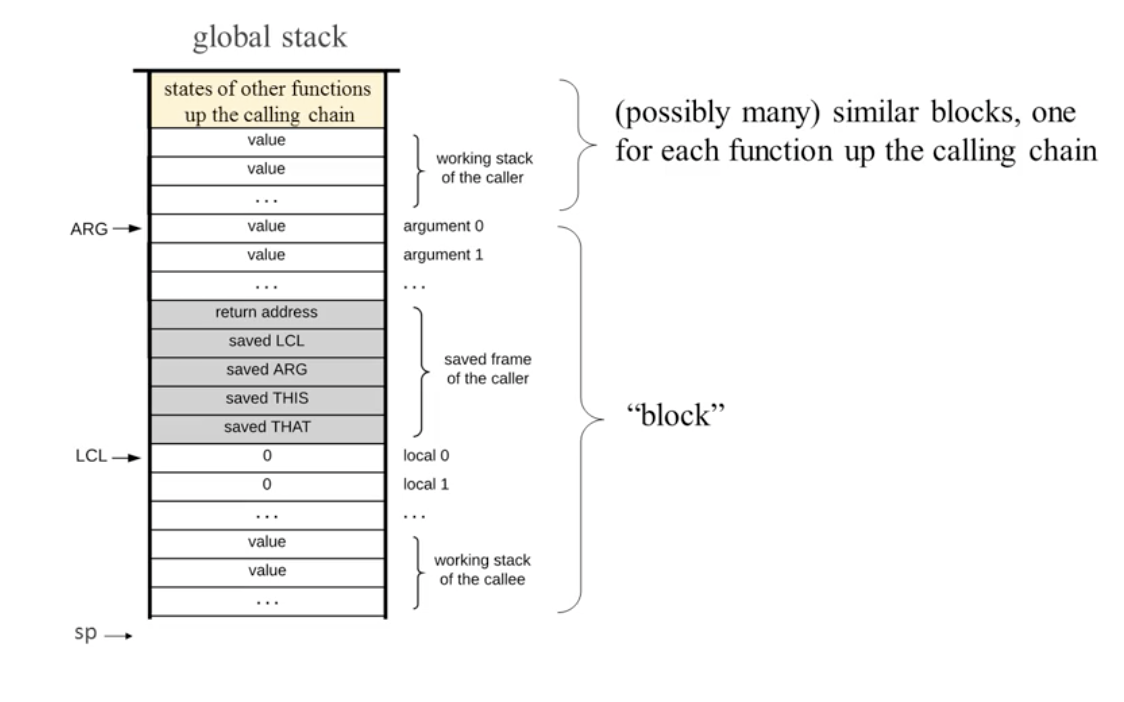 global stack
states of other functions
up the calling chain
value
value
...
working stack
of the caller
(possibly many) similar blocks, one
for each function up the calling chain
ARG
value
argument 0
value
argument 1
...
...
return address
saved LCL
saved ARG
saved THIS
saved THAT
saved frame
of the caller
“block”
LCL
0
local 0
0
local 1
...
...
value
value
...
working stack
of the callee
sp